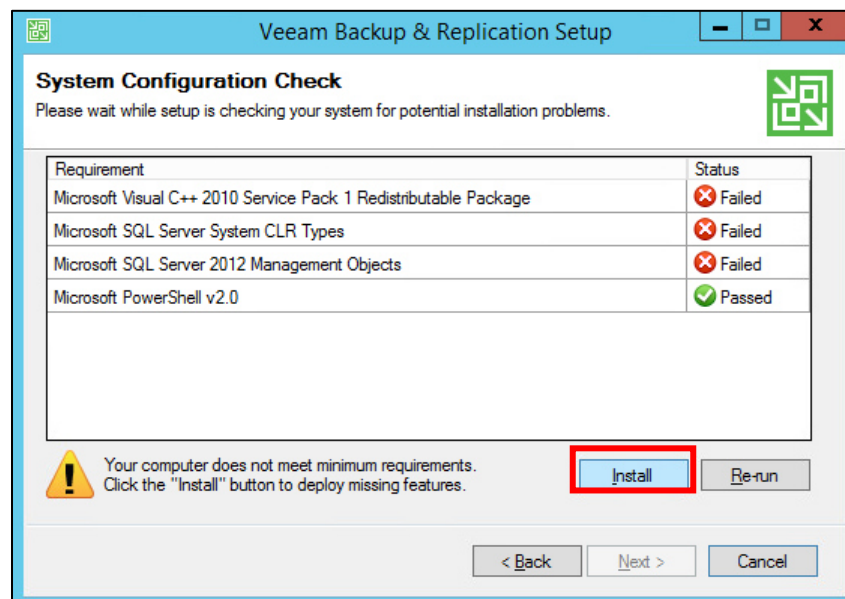 Veeam Backup & Replication Setup
System Configuration Check
Please wait while setup is checking your system for potential installation problems.
Requirement Status
Microsoft Visual C++ 2010 Service Pack 1 Redistributable Package Failed
Microsoft SQL Server System CLR Types Failed
Microsoft SQL Server 2012 Management Objects Failed
Microsoft PowerShell v2.0 Passed
Your computer does not meet minimum requirements.
Click the "Install" button to deploy missing features.
Install Re-run
< Back Next > Cancel